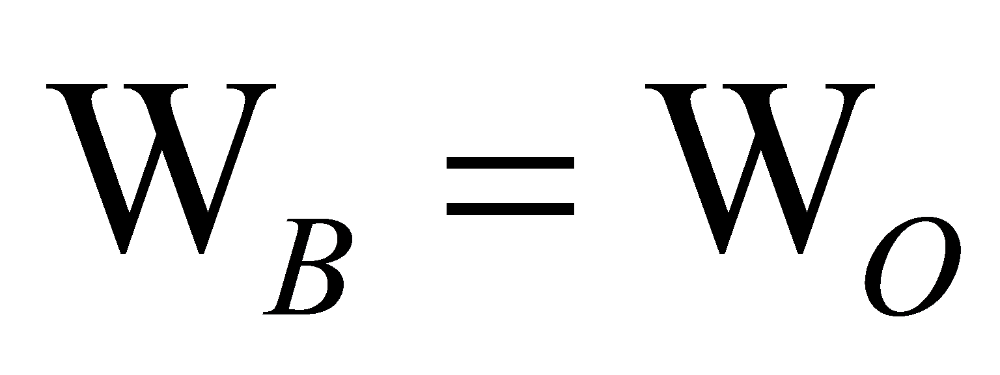 W_B = W_O